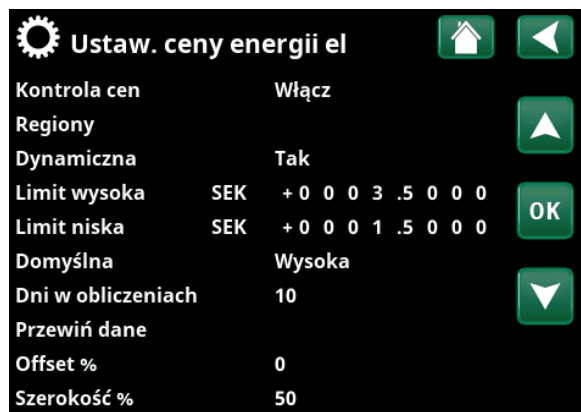 Ustaw. ceny energii el
Kontrola cen Włącz
Regiony
Dynamiczna Tak
Limit wysoka SEK +0 0 0 3 .5 0 0 0
Limit niska SEK +0 0 0 1 .5 0 0 0
OK
Domyślna Wysoka
Dni w obliczeniach 10
Przewiń dane
Offset % 0
Szerokość % 50